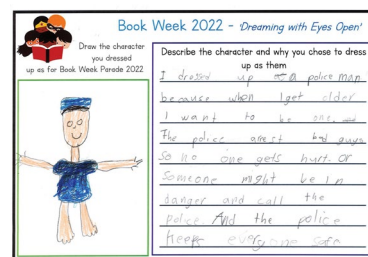 Book Week 2022 - 'Dreaming with Eyes Open'
Draw the character
you dressed
up as for Book Week Parade 2022
Describe the character and why you chose to dress
up as them
I dressed up a police man
because when I get older
I want to be one.
The police arrest bad guys
so no one gets hurt. Or
Someone might be in
danger and call the
police. And the police
keeps everyone safe